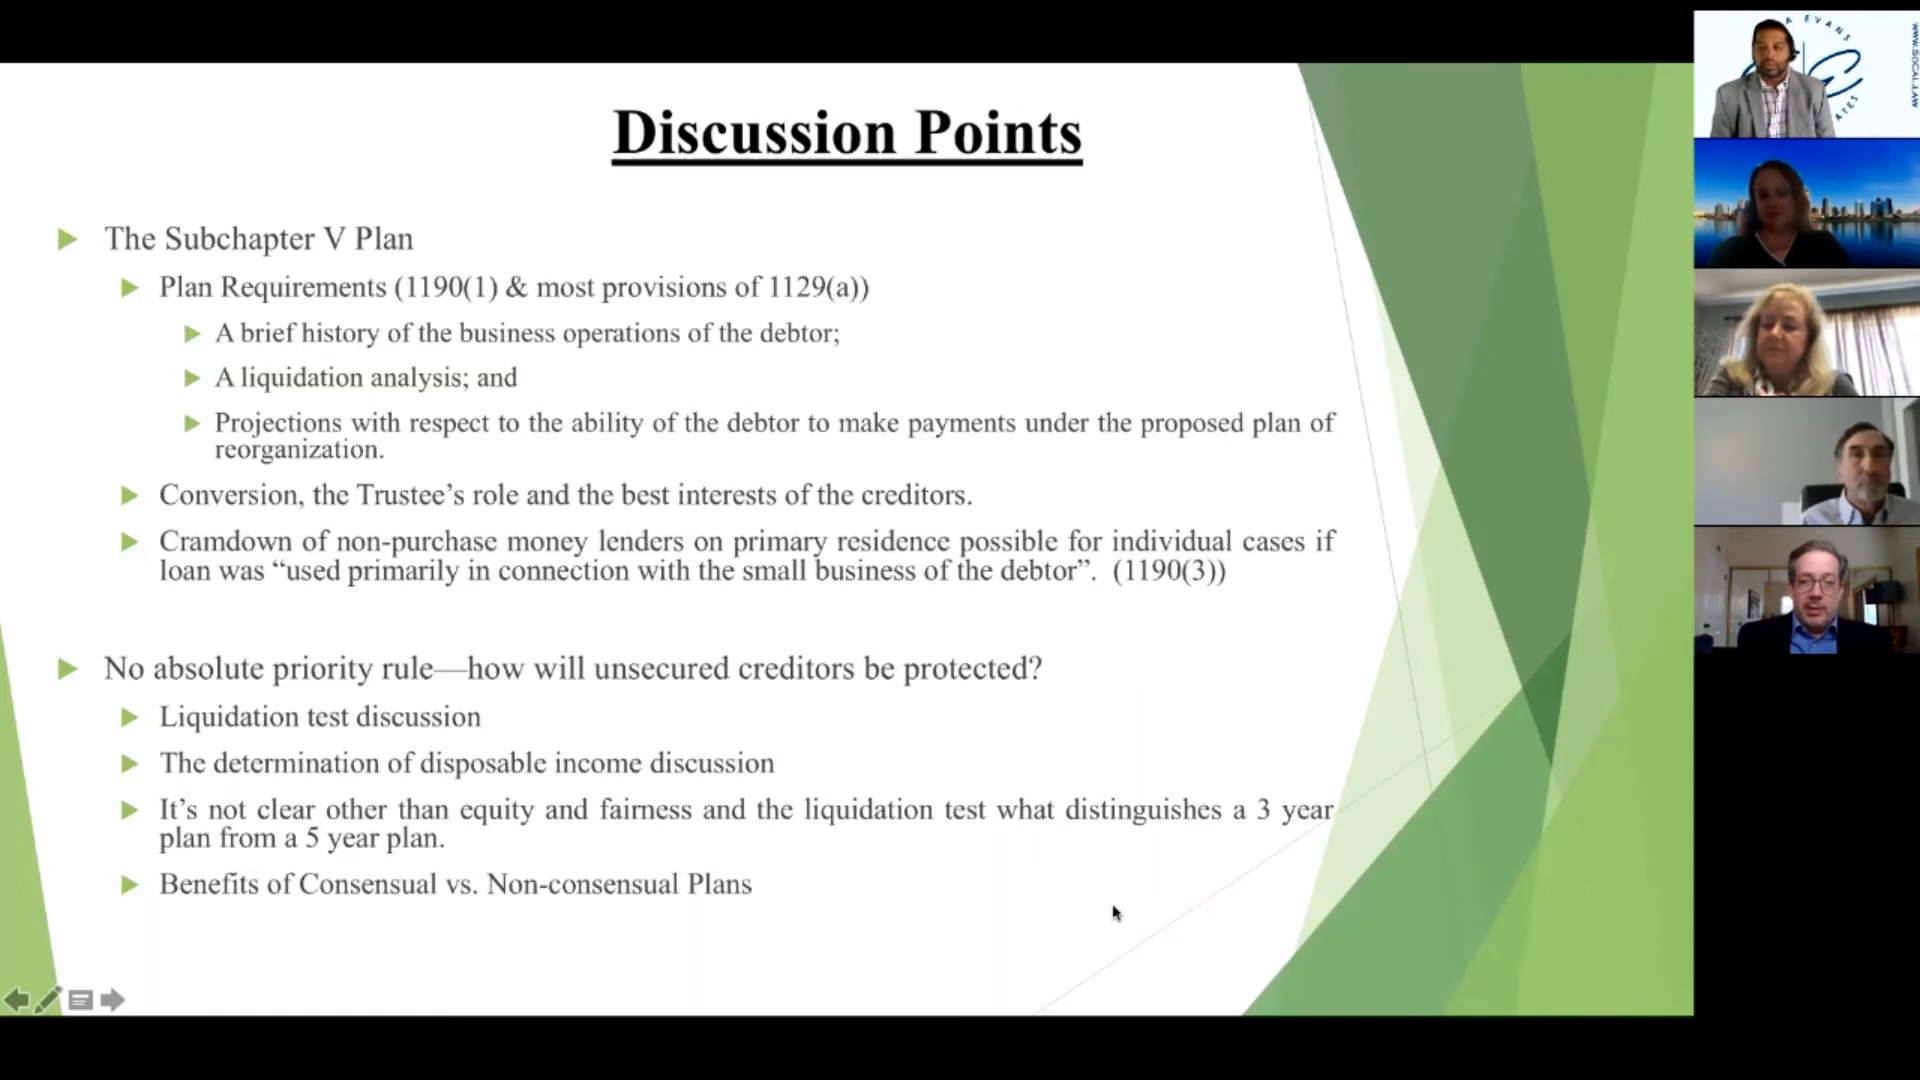 Discussion Points
The Subchapter V Plan
Plan Requirements (1190(1) & most provisions of 1129(a))
A brief history of the business operations of the debtor;
A liquidation analysis; and
Projections with respect to the ability of the debtor to make payments under the proposed plan of
reorganization.
Conversion, the Trustee’s role and the best interests of the creditors.
Cramdown of non-purchase money lenders on primary residence possible for individual cases if
loan was “used primarily in connection with the small business of the debtor”. (1190(3))
No absolute priority rule—how will unsecured creditors be protected?
Liquidation test discussion
The determination of disposable income discussion
It’s not clear other than equity and fairness and the liquidation test what distinguishes a 3 year
plan from a 5 year plan.
Benefits of Consensual vs. Non-consensual Plans
A EVANS
ATES
WWW.SOCAL.LAW